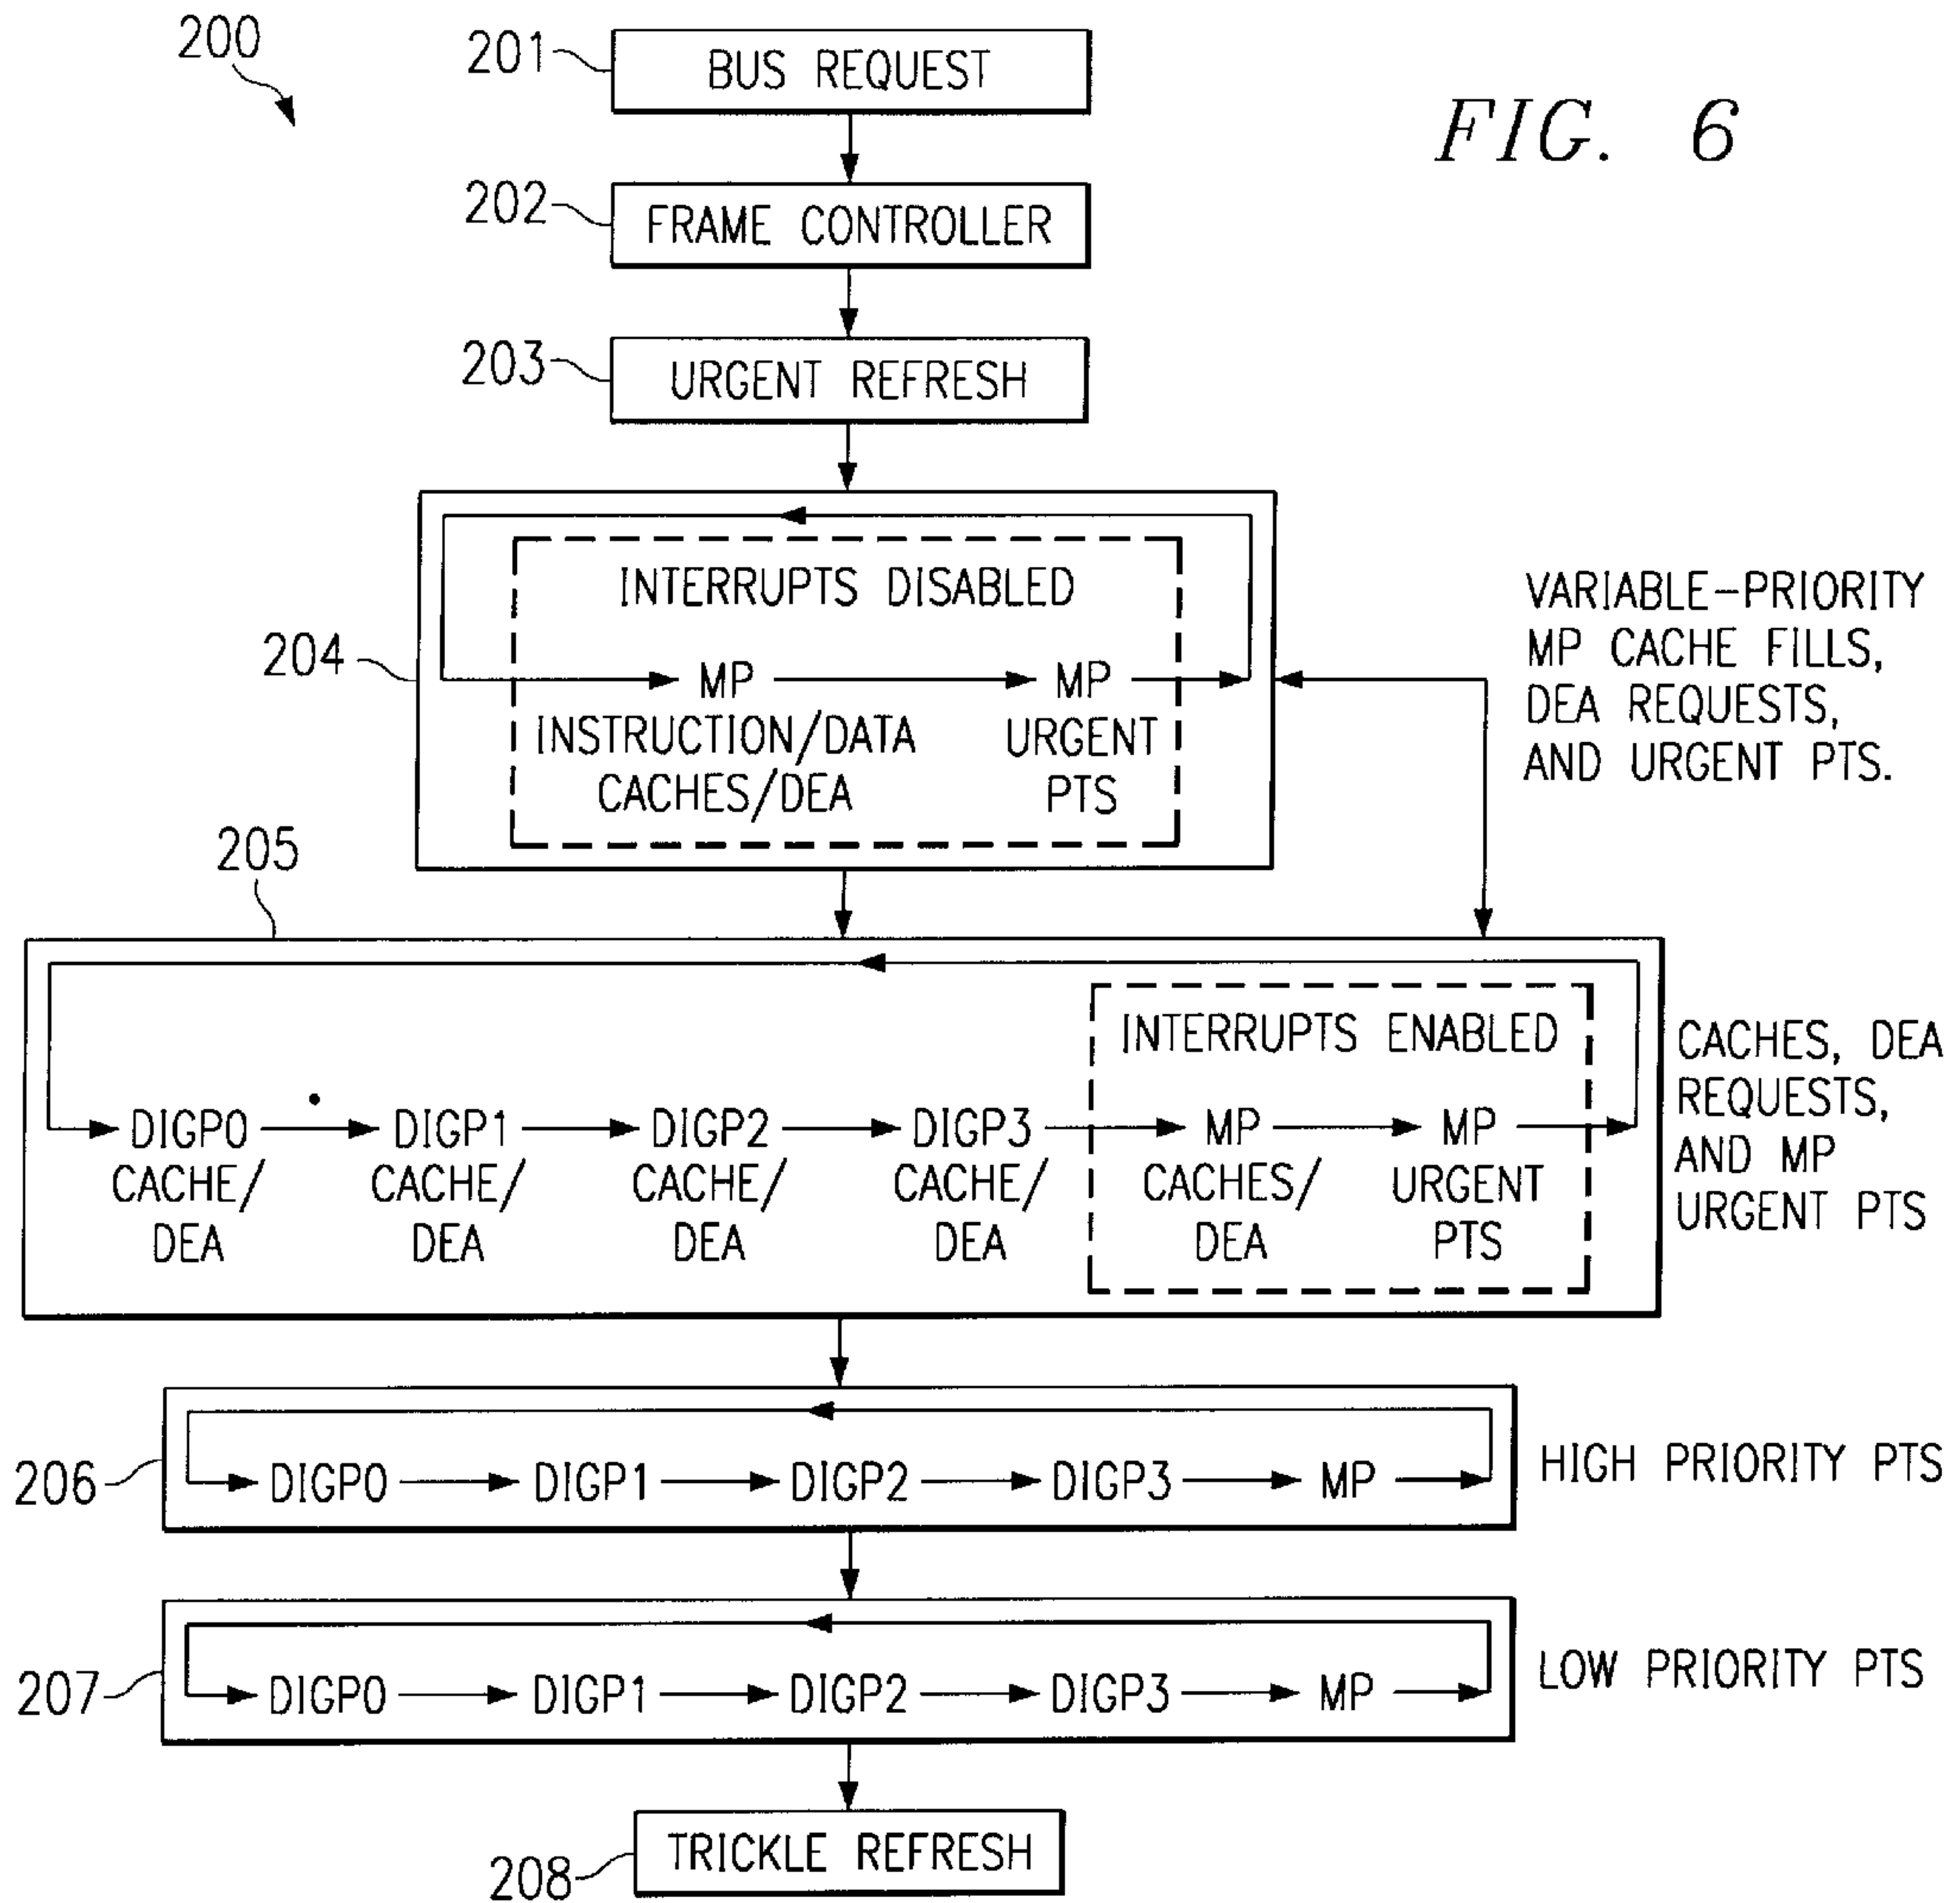 200
201
BUS REQUEST
FIG. 6
202
FRAME CONTROLLER
203
URGENT REFRESH
204
INTERRUPTS DISABLED
MP
INSTRUCTION/DATA
CACHES/DEA
MP
URGENT
PTS
VARIABLE-PRIORITY
MP CACHE FILLS,
DEA REQUESTS,
AND URGENT PTS.
205
DIGP0
CACHE/
DEA
DIGP1
CACHE/
DEA
DIGP2
CACHE/
DEA
DIGP3
CACHE/
DEA
INTERRUPTS ENABLED
MP
CACHES/
DEA
MP
URGENT
PTS
CACHES, DEA
REQUESTS,
AND MP
URGENT PTS
206
DIGP0 DIGP1 DIGP2 DIGP3 MP
HIGH PRIORITY PTS
207
DIGP0 DIGP1 DIGP2 DIGP3 MP
LOW PRIORITY PTS
208
TRICKLE REFRESH